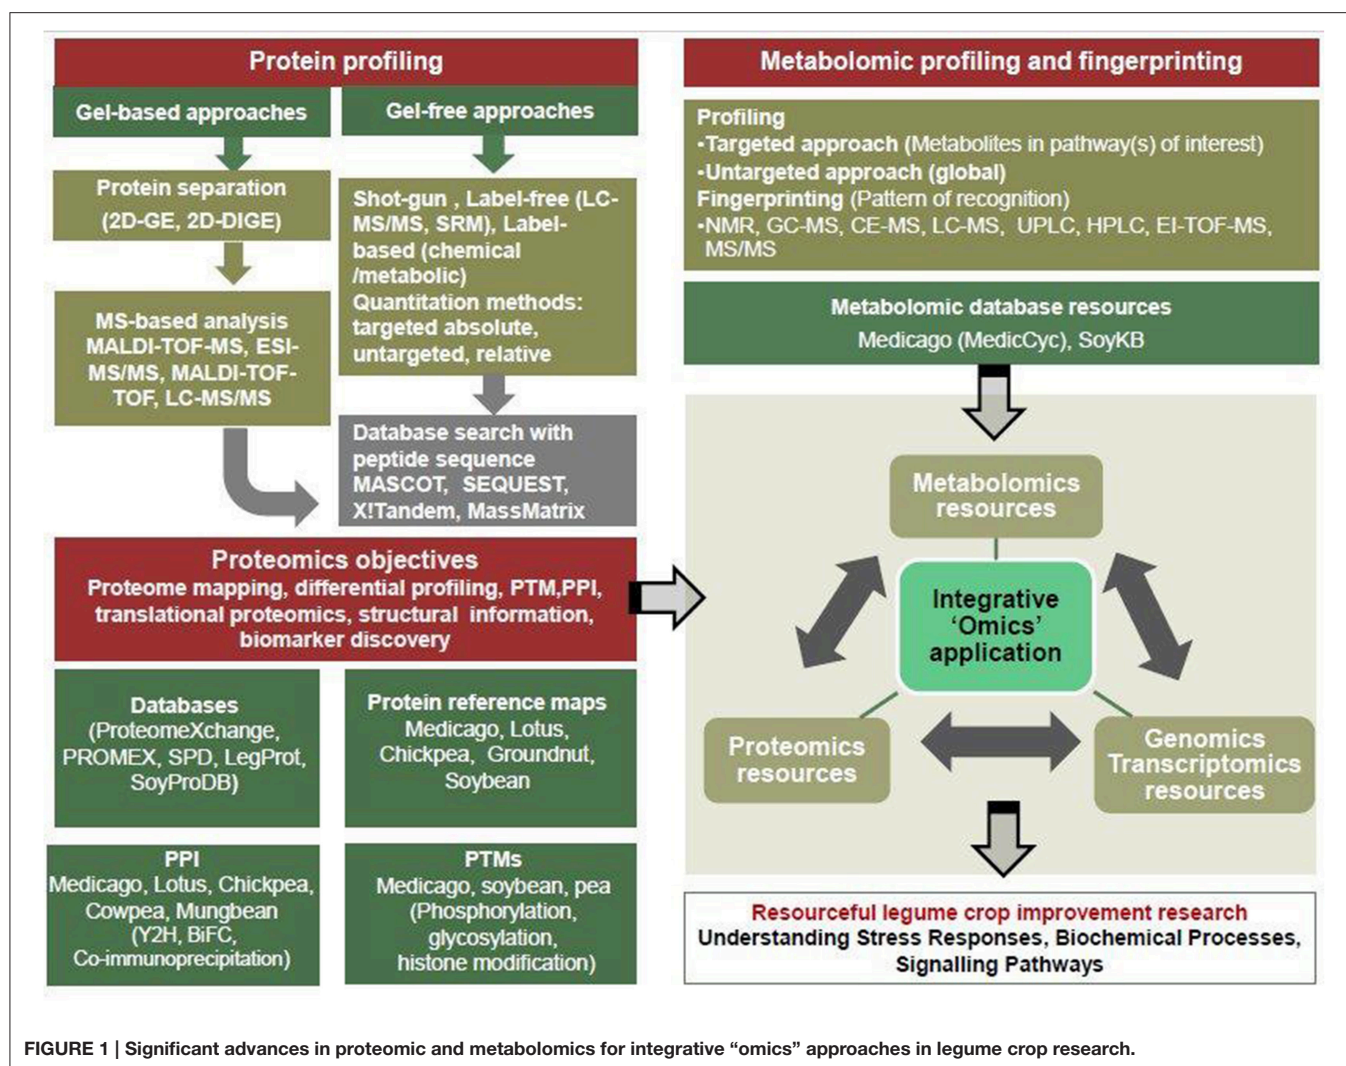 Protein profiling
Gel-based approaches
Protein separation
(2D-GE, 2D-DIGE)
MS-based analysis
MALDI-TOF-MS, ESI-
MS/MS, MALDI-TOF-
TOF, LC-MS/MS
Gel-free approaches
Shot-gun , Label-free (LC-
MS/MS, SRM), Label-
based (chemical
/metabolic)
Quantitation methods:
targeted absolute,
untargeted, relative
Database search with
peptide sequence
MASCOT, SEQUEST,
X!Tandem, MassMatrix
Proteomics objectives
Proteome mapping, differential profiling, PTM,PPI,
translational proteomics, structural information,
biomarker discovery
Databases
(ProteomeXchange,
PROMEX, SPD, LegProt,
SoyProDB)
Protein reference maps
Medicago, Lotus,
Chickpea, Groundnut,
Soybean
PPI
Medicago, Lotus, Chickpea,
Cowpea, Mungbean
(Y2H, BiFC,
Co-immunoprecipitation)
PTMs
Medicago, soybean, pea
(Phosphorylation,
glycosylation,
histone modification)
Metabolomic profiling and fingerprinting
Profiling
•Targeted approach (Metabolites in pathway(s) of interest)
•Untargeted approach (global)
Fingerprinting (Pattern of recognition)
•NMR, GC-MS, CE-MS, LC-MS, UPLC, HPLC, EI-TOF-MS,
MS/MS
Metabolomic database resources
Medicago (MedicCyc), SoyKB
Metabolomics
resources
Integrative
‘Omics’
application
Proteomics
resources
Genomics
Transcriptomics
resources
Resourceful legume crop improvement research
Understanding Stress Responses, Biochemical Processes,
Signalling Pathways
FIGURE 1 | Significant advances in proteomic and metabolomics for integrative “omics” approaches in legume crop research.